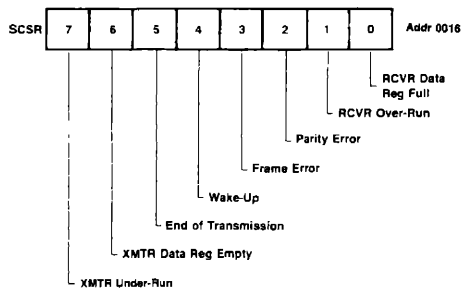 SCSR 7 6 5 4 3 2 1 0 Addr 0016
RCVR Data
Reg Full
RCVR Over-Run
Parity Error
Frame Error
Wake-Up
End of Transmission
XMTR Data Reg Empty
XMTR Under-Run